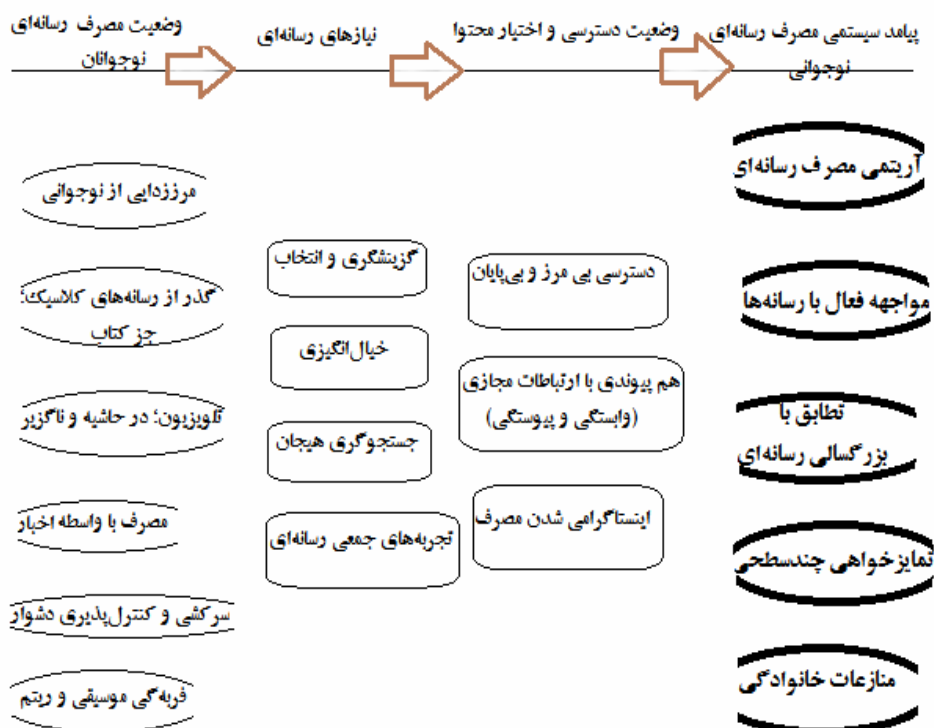 وضعیت مصرف رسانه‌ای
نوجوانان
مرززدایی از نوجوانی
گذر از رسانه‌های کلاسیک؛
جز کتاب
تلویزیون؛ در حاشیه و ناگزیر
مصرف با واسطه اخبار
سرکشی و کنترل‌پذیری دشوار
فربه‌گی موسیقی و ریتم
نیازهای رسانه‌ای
گزینشگری و انتخاب
خیال‌انگیزی
جستجوگری هیجان
تجربه‌های جمعی رسانه‌ای
وضعیت دسترسی و اختیار محتوا
دسترسی بی مرز و بی‌پایان
هم پیوندی با ارتباطات مجازی
(وابستگی و پیوستگی)
اینستاگرامی شدن مصرف
پیامد سیستمی مصرف رسانه‌ای
نوجوانی
آریتمی مصرف رسانه‌ای
مواجهه فعال با رسانه‌ها
تطابق با
بزرگسالی رسانه‌ای
تمایزخواهی چندسطحی
منازعات خانوادگی